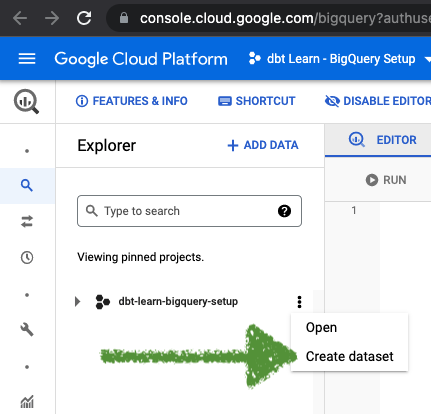 console.cloud.google.com/bigquery?authuse
Google Cloud Platform
dbt Learn - BigQuery Setup
FEATURES & INFO
SHORTCUT
DISABLE EDITOR
Explorer
ADD DATA
EDITOR
RUN
Type to search
1
Viewing pinned projects.
dbt-learn-bigquery-setup
Open
Create dataset